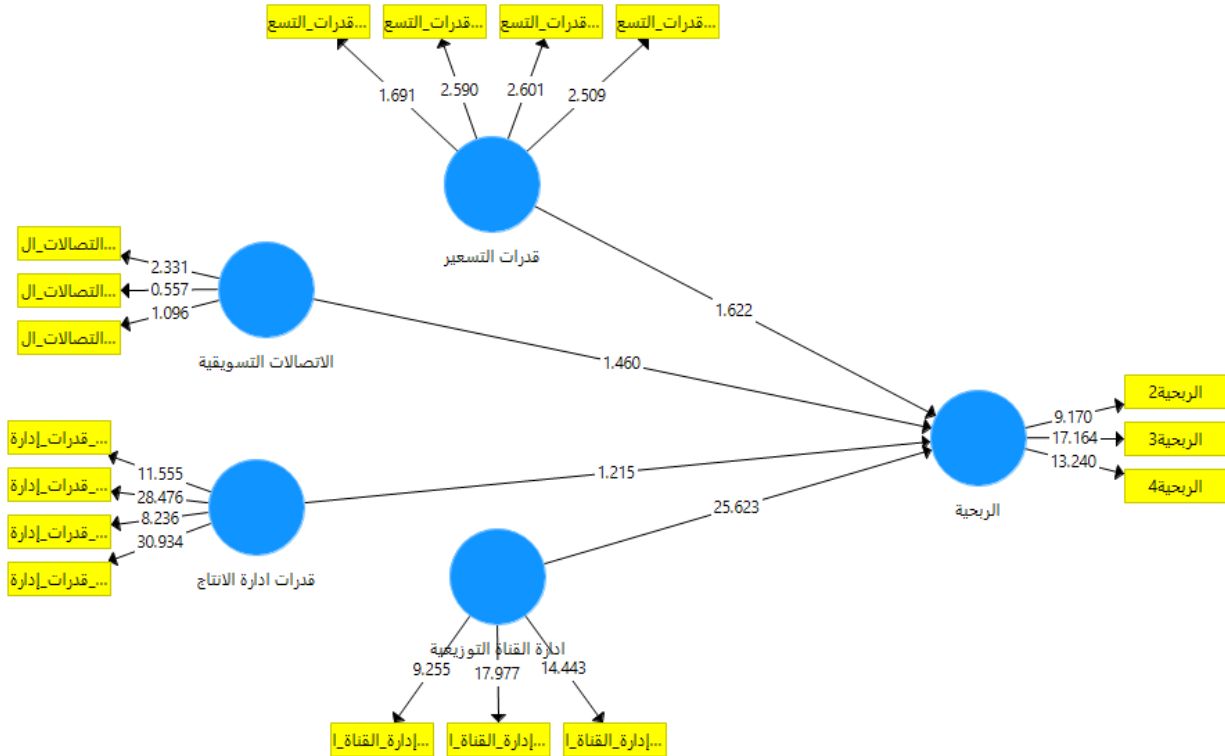 قدرات_التسع...
قدرات_التسع...
قدرات_التسع...
قدرات_التسع...
1.691
2.590
2.601
2.509
قدرات التسعير
التصالات_ال...
التصالات_ال...
التصالات_ال...
2.331
0.557
1.096
الاتصالات التسويقية
1.622
1.460
1.215
25.623
قدرات_إدارة_...
قدرات_إدارة_...
قدرات_إدارة_...
قدرات_إدارة_...
11.555
28.476
8.236
30.934
قدرات ادارة الانتاج
ادارة القناة التوزيعية
9.255
17.977
14.443
إدارة_القناة_ا...
إدارة_القناة_ا...
إدارة_القناة_ا...
الربحية
9.170
17.164
13.240
الربحية2
الربحية3
الربحية4